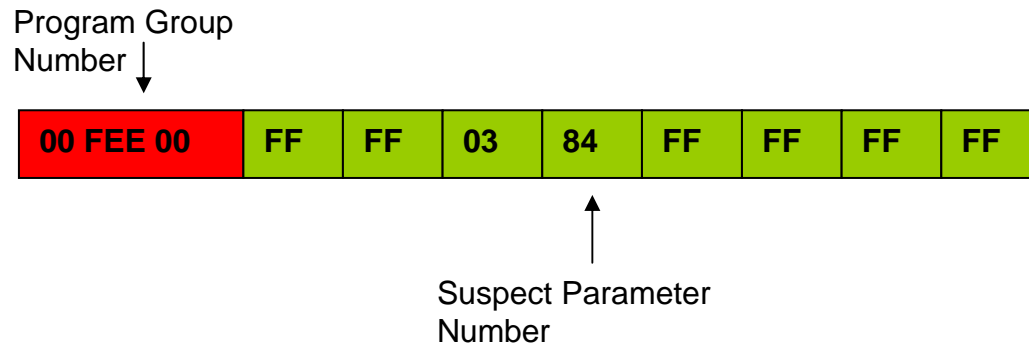 Program Group
Number
00 FEE 00 FF FF 03 84 FF FF FF FF
Suspect Parameter
Number